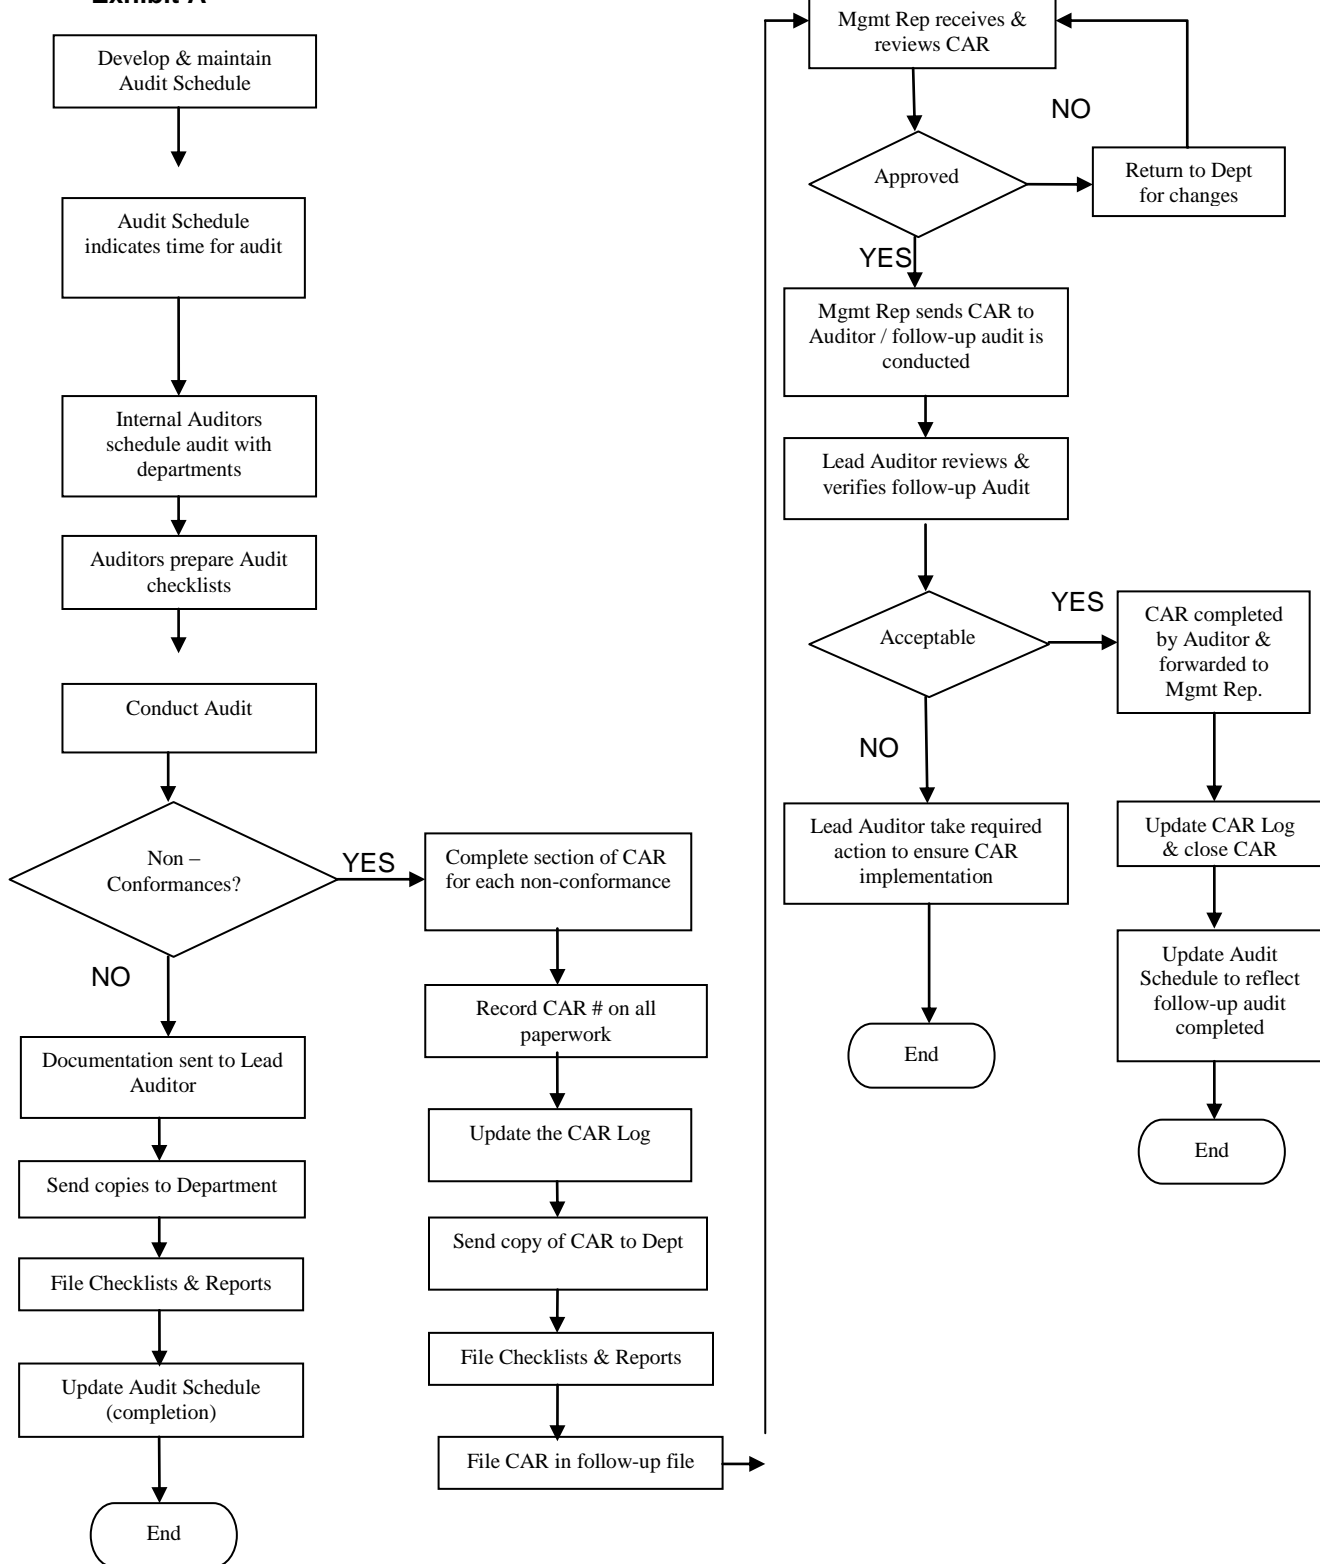 Exhibit A
Develop & maintain
Audit Schedule
Audit Schedule
indicates time for audit
Internal Auditors
schedule audit with
departments
Auditors prepare Audit
checklists
Conduct Audit
Non –
Conformances?
YES
NO
Documentation sent to Lead
Auditor
Send copies to Department
File Checklists & Reports
Update Audit Schedule
(completion)
End
Complete section of CAR
for each non-conformance
Record CAR # on all
paperwork
Update the CAR Log
Send copy of CAR to Dept
File Checklists & Reports
File CAR in follow-up file
Mgmt Rep receives &
reviews CAR
Approved
NO
Return to Dept
for changes
YES
Mgmt Rep sends CAR to
Auditor / follow-up audit is
conducted
Lead Auditor reviews &
verifies follow-up Audit
Acceptable
NO
Lead Auditor take required
action to ensure CAR
implementation
End
YES
CAR completed
by Auditor &
forwarded to
Mgmt Rep.
Update CAR Log
& close CAR
Update Audit
Schedule to reflect
follow-up audit
completed
End